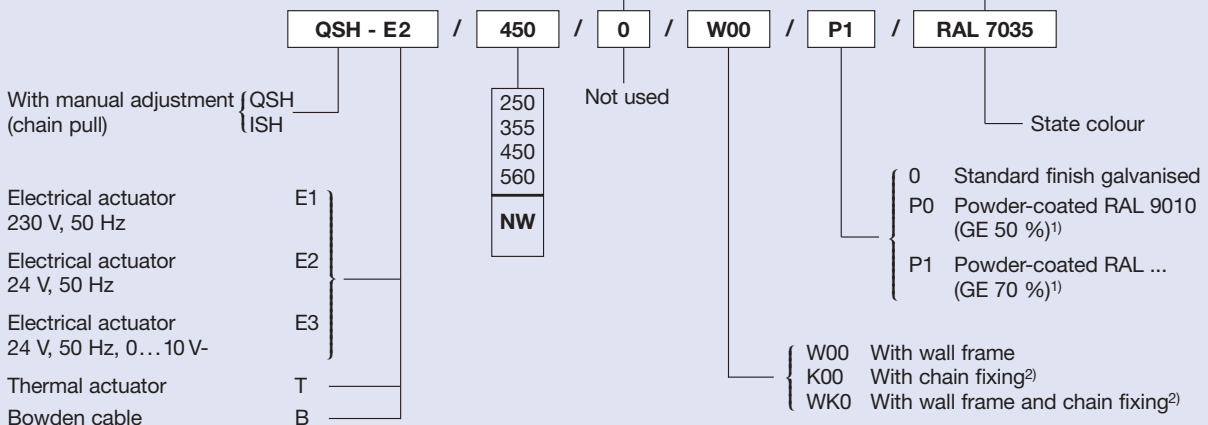 QSH - E2 / 450 / 0 / W00 / P1 / RAL 7035
With manual adjustment { QSH
(chain pull) { ISH
250
355
450
560
NW
Not used
State colour
Electrical actuator E1
230 V, 50 Hz
Electrical actuator E2
24 V, 50 Hz
Electrical actuator E3
24 V, 50 Hz, 0…10 V-
Thermal actuator T
Bowden cable B
0 Standard finish galvanised
P0 Powder-coated RAL 9010
(GE 50 %)1)
P1 Powder-coated RAL ...
(GE 70 %)1)
W00 With wall frame
K00 With chain fixing2)
WK0 With wall frame and chain fixing2)